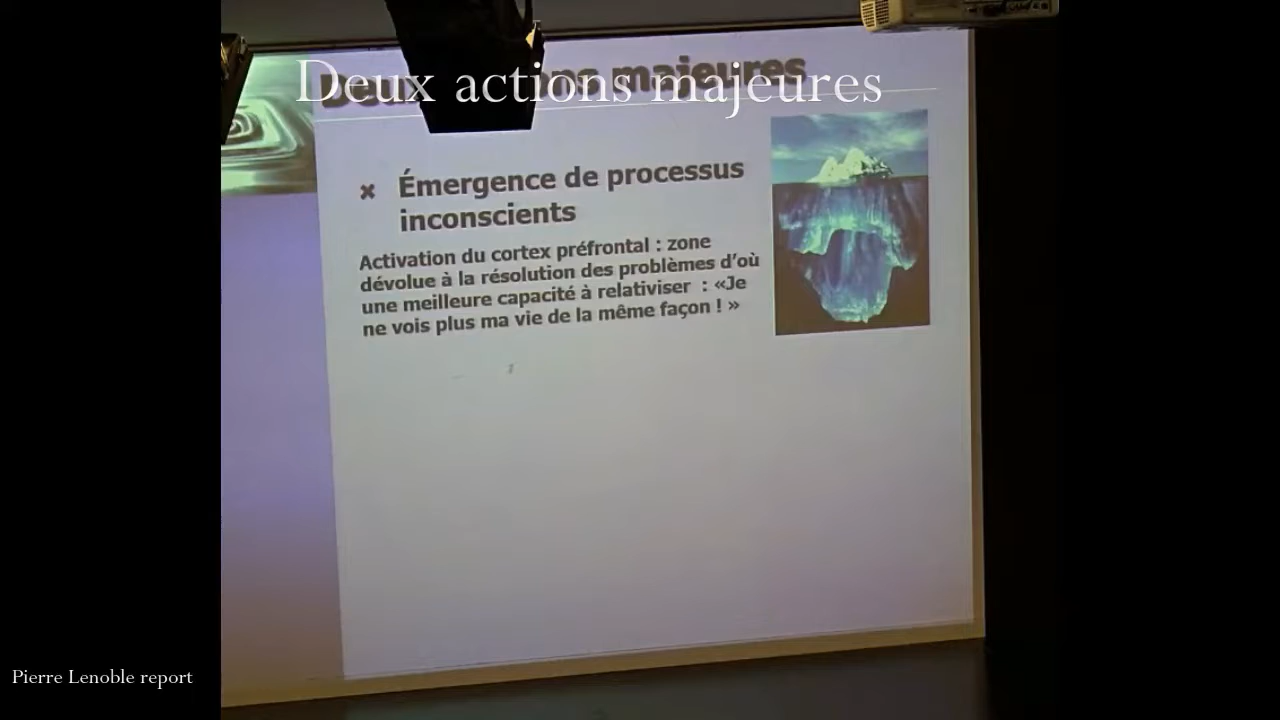 Deux actions majeures
majeures
Émergence de processus
inconscients
Activation du cortex préfrontal : zone
dévolue à la résolution des problèmes d'où
une meilleure capacité à relativiser : «Je
ne vois plus ma vie de la même façon ! »
Pierre Lenoble report